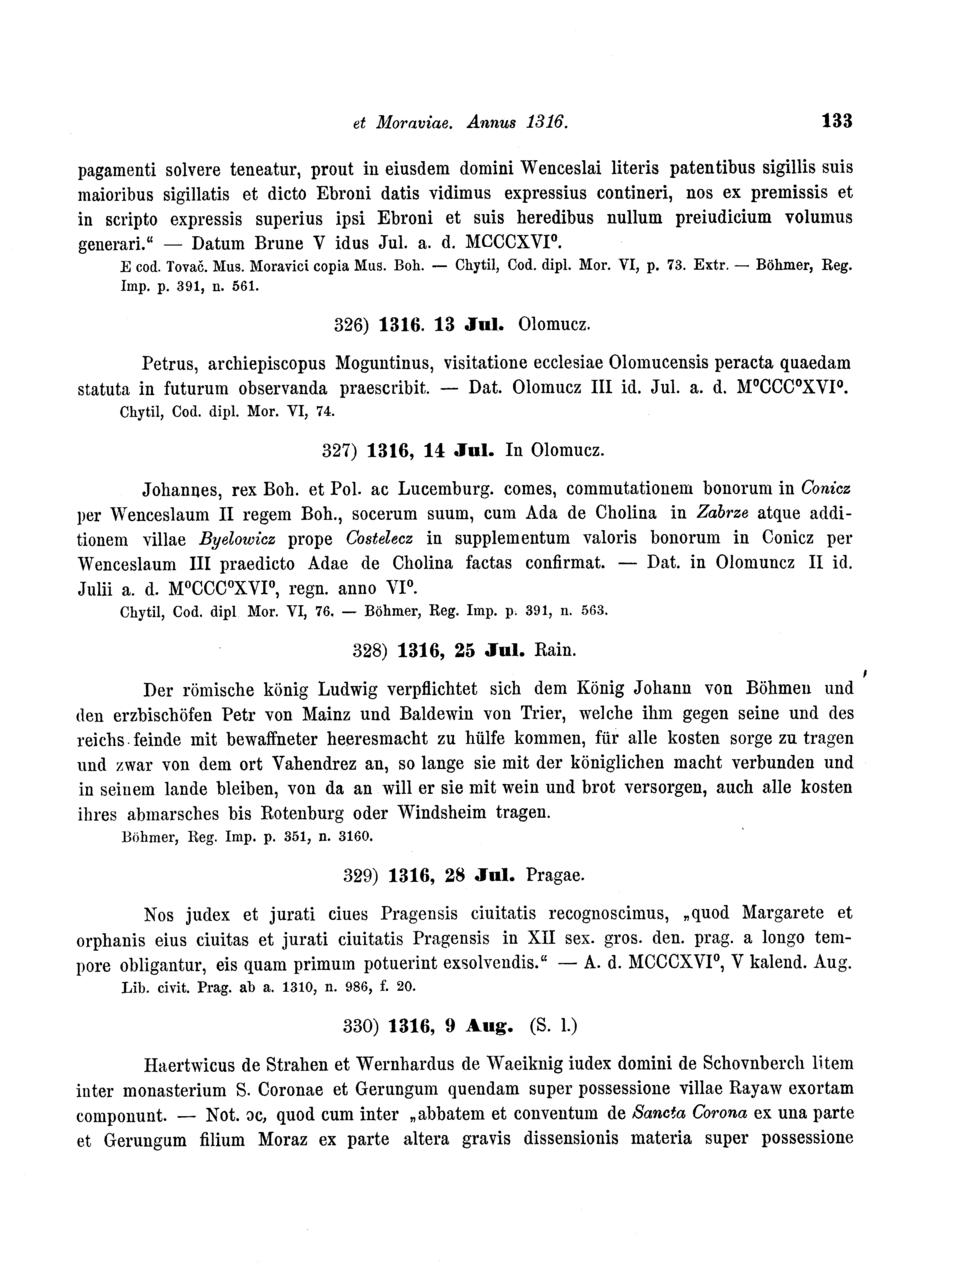 et Moraviae. Annus 1316. 133
pagamenti solvere teneatur, prout in eiusdem domini Wenceslai literis patentibus sigillis suis
maioribus sigillatis et dicto Ebroni datis vidimus expressius contineri, nos ex premissis et
in scripto expressis superius ipsi Ebroni et suis heredibus nullum preiudicium volumus
generari.“ — Datum Brune V idus Jul. a. d. MCCCXVI⁰.
E cod. Tovač. Mus. Moravici copia Mus. Boh. — Chytil, Cod. dipl. Mor. VI, p. 73. Extr. — Böhmer, Reg.
Imp. p. 391, n. 561.
326) 1316. 13 Jul. Olomucz.
Petrus, archiepiscopus Moguntinus, visitatione ecclesiae Olomucensis peracta quaedam
statuta in futurum observanda praescribit. — Dat. Olomucz III id. Jul. a. d. M⁰CCC⁰XVI⁰.
Chytil, Cod. dipl. Mor. VI, 74.
327) 1316, 14 Jul. In Olomucz.
Johannes, rex Boh. et Pol. ac Lucemburg. comes, commutationem bonorum in Conicz
per Wenceslaum II regem Boh., socerum suum, cum Ada de Cholina in Zabrze atque addi-
tionem villae Byelowicz prope Costelecz in supplementum valoris bonorum in Conicz per
Wenceslaum III praedicto Adae de Cholina factas confirmat. — Dat. in Olomuncz II id.
Julii a. d. M⁰CCC⁰XVI⁰, regn. anno VI⁰.
Chytil, Cod. dipl Mor. VI, 76. — Böhmer, Reg. Imp. p. 391, n. 563.
328) 1316, 25 Jul. Rain.
Der römische könig Ludwig verpflichtet sich dem König Johann von Böhmen und
den erzbischöfen Petr von Mainz und Baldewin von Trier, welche ihm gegen seine und des
reichs feinde mit bewaffneter heeresmacht zu hülfe kommen, für alle kosten sorge zu tragen
und zwar von dem ort Vahendrez an, so lange sie mit der königlichen macht verbunden und
in seinem lande bleiben, von da an will er sie mit wein und brot versorgen, auch alle kosten
ihres abmarsches bis Rotenburg oder Windsheim tragen.
Böhmer, Reg. Imp. p. 351, n. 3160.
329) 1316, 28 Jul. Pragae.
Nos judex et jurati ciues Pragensis ciuitatis recognoscimus, „quod Margarete et
orphanis eius ciuitas et jurati ciuitatis Pragensis in XII sex. gros. den. prag. a longo tem-
pore obligantur, eis quam primum potuerint exsolvendis.“ — A. d. MCCCXVI⁰, V kalend. Aug.
Lib. civit. Prag. ab a. 1310, n. 986, f. 20.
330) 1316, 9 Aug. (S. l.)
Haertwicus de Strahen et Wernhardus de Waeiknig iudex domini de Schovnberch litem
inter monasterium S. Coronae et Gerungum quendam super possessione villae Rayaw exortam
componunt. — Not. ɔc, quod cum inter „abbatem et conventum de Sancta Corona ex una parte
et Gerungum filium Moraz ex parte altera gravis dissensionis materia super possessione